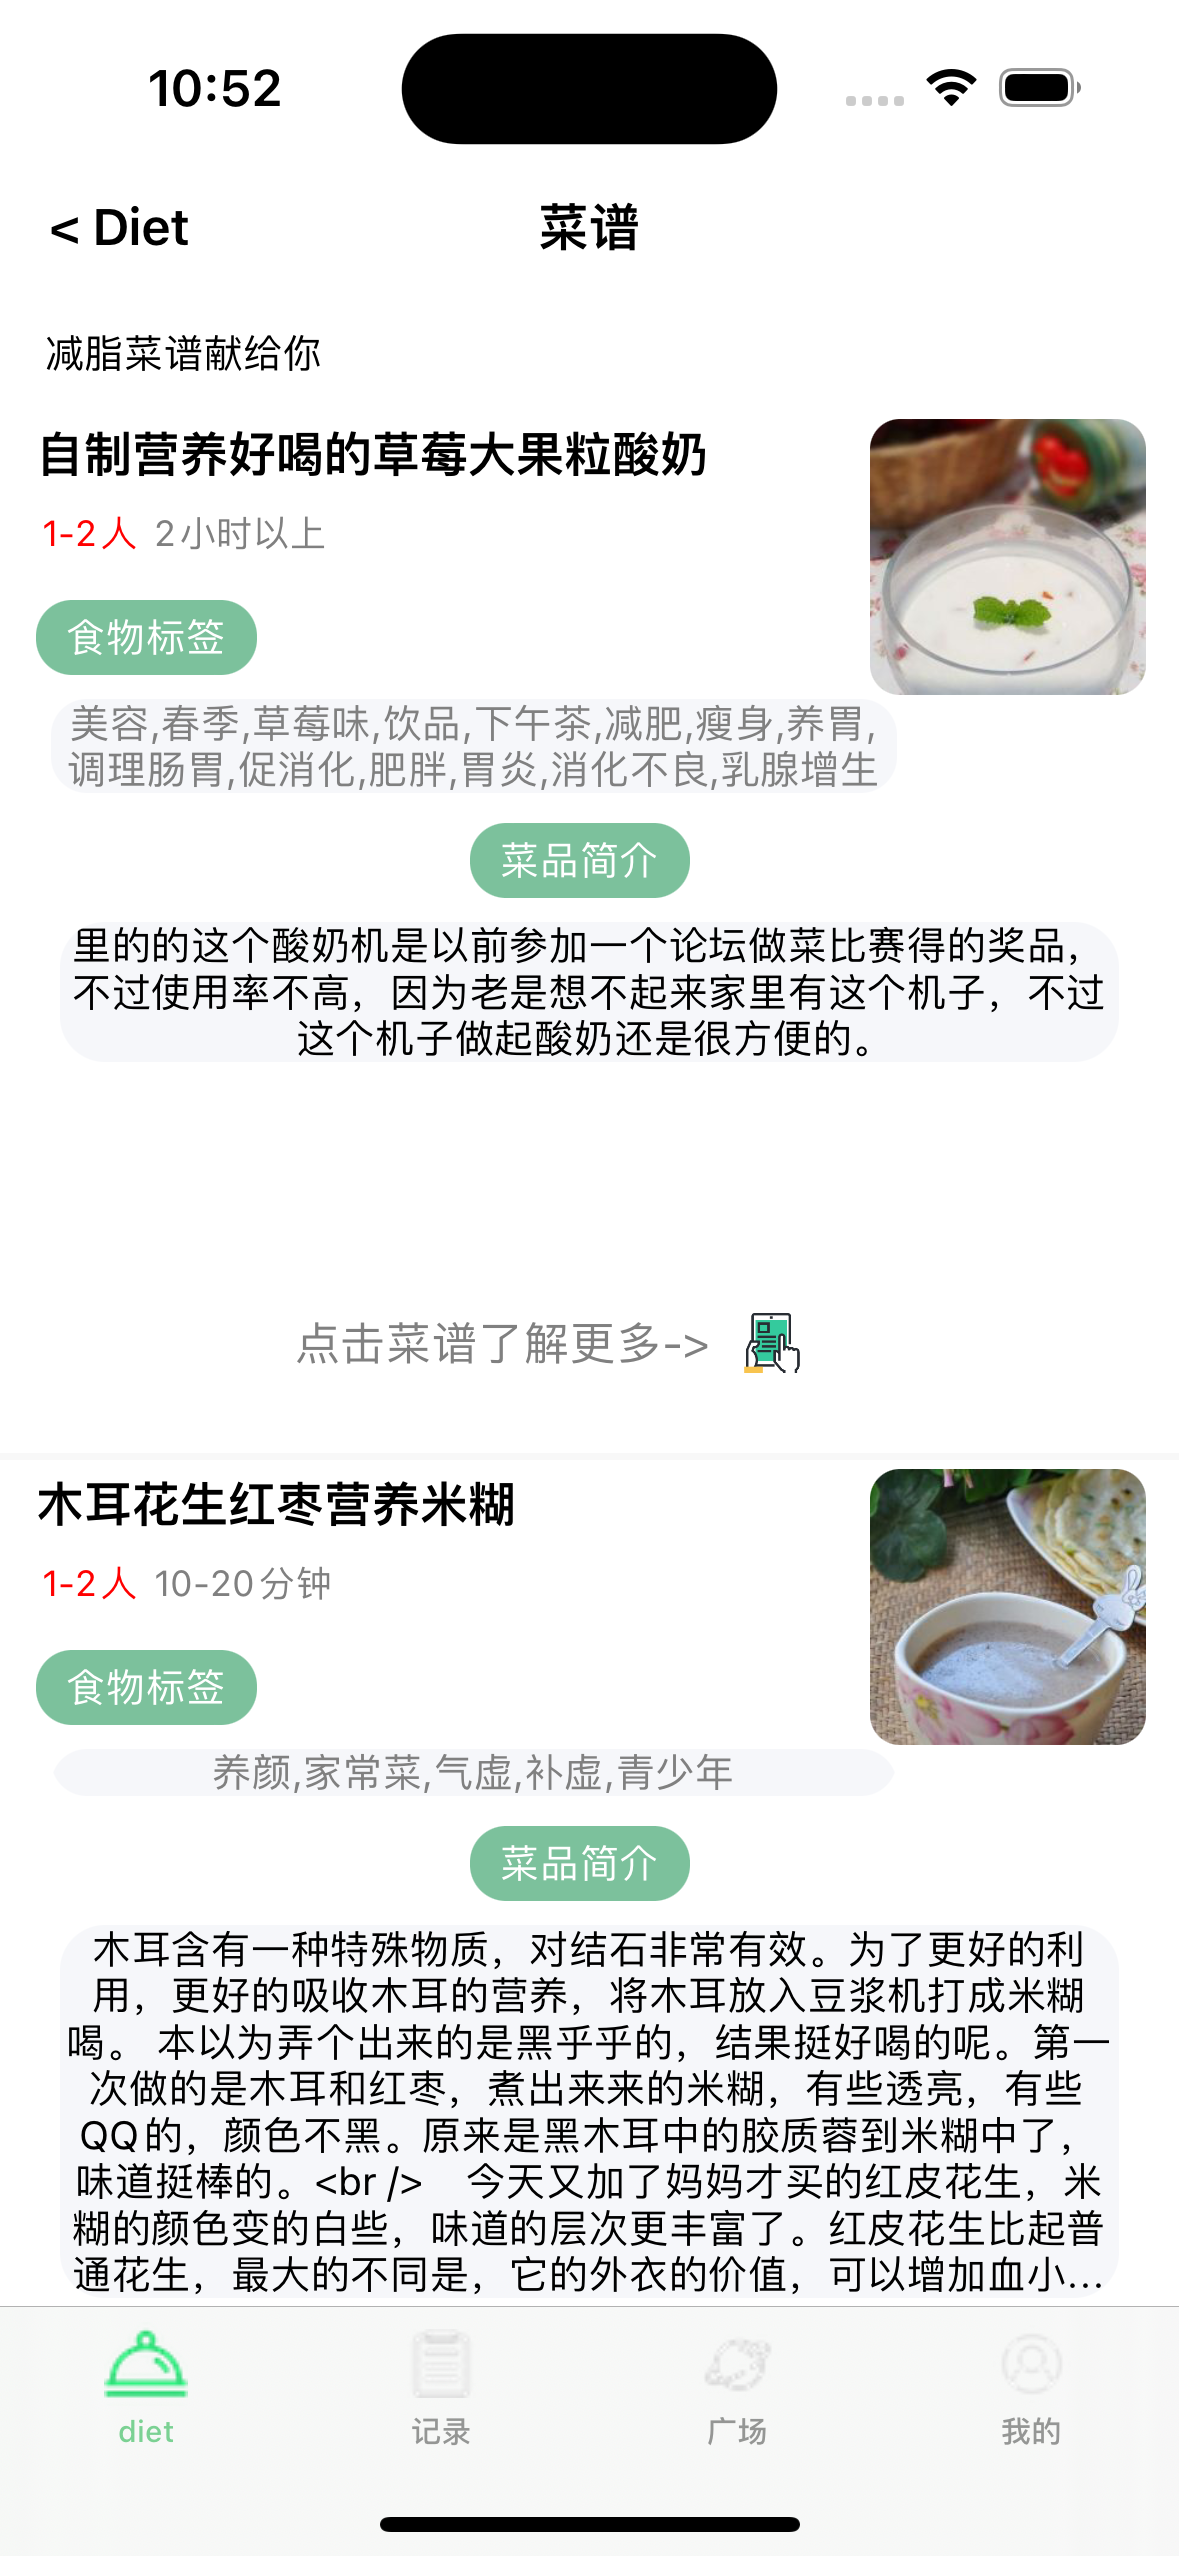 10:52
< Diet
菜谱
减脂菜谱献给你
自制营养好喝的草莓大果粒酸奶
1-2人 2小时以上
食物标签
美容,春季,草莓味,饮品,下午茶,减肥,瘦身,养胃,
调理肠胃,促消化,肥胖,胃炎,消化不良,乳腺增生
菜品简介
里的的这个酸奶机是以前参加一个论坛做菜比赛得的奖品，
不过使用率不高，因为老是想不起来家里有这个机子，不过
这个机子做起酸奶还是很方便的。
点击菜谱了解更多->
木耳花生红枣营养米糊
1-2人 10-20分钟
食物标签
养颜,家常菜,气虚,补虚,青少年
菜品简介
木耳含有一种特殊物质，对结石非常有效。为了更好的利
用，更好的吸收木耳的营养，将木耳放入豆浆机打成米糊
喝。 本以为弄个出来的是黑乎乎的，结果挺好喝的呢。第一
次做的是木耳和红枣，煮出来来的米糊，有些透亮，有些
QQ的，颜色不黑。原来是黑木耳中的胶质蓉到米糊中了，
味道挺棒的。<br />　今天又加了妈妈才买的红皮花生，米
糊的颜色变的白些，味道的层次更丰富了。红皮花生比起普
通花生，最大的不同是，它的外衣的价值，可以增加血小...
diet
记录
广场
我的